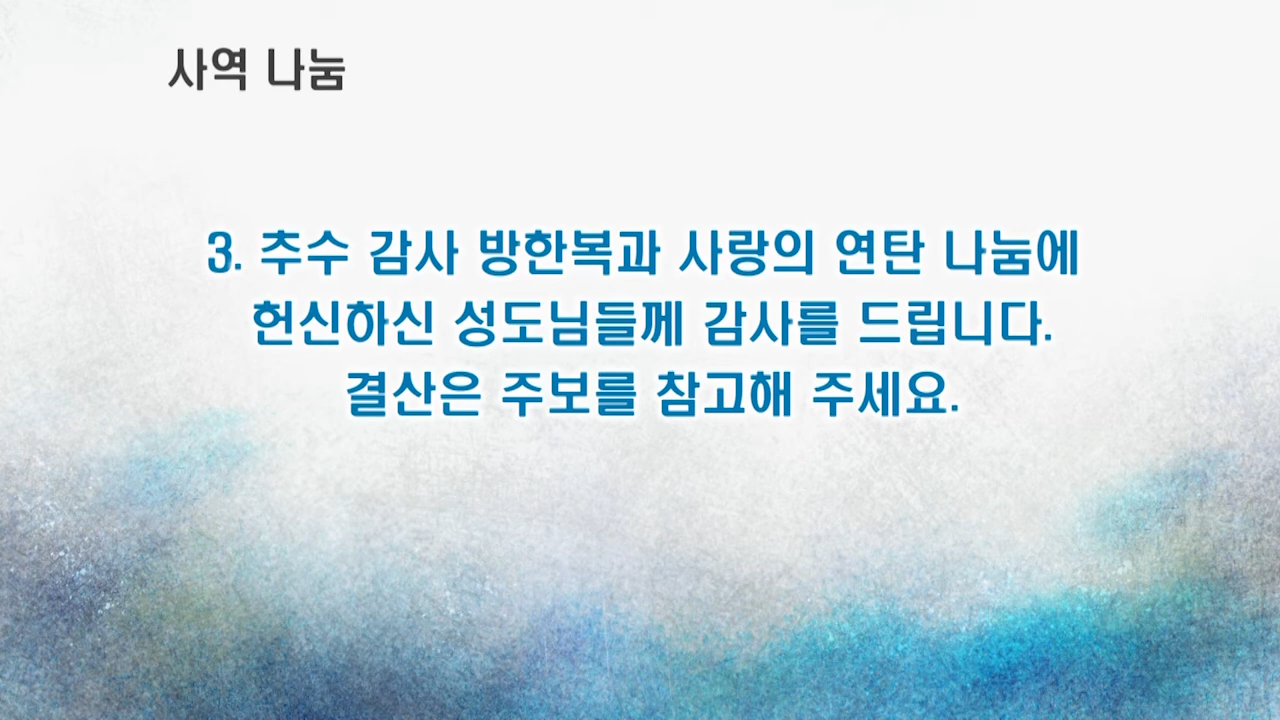 사역 나눔
3. 추수 감사 방한복과 사랑의 연탄 나눔에
헌신하신 성도님들께 감사를 드립니다.
결산은 주보를 참고해 주세요.